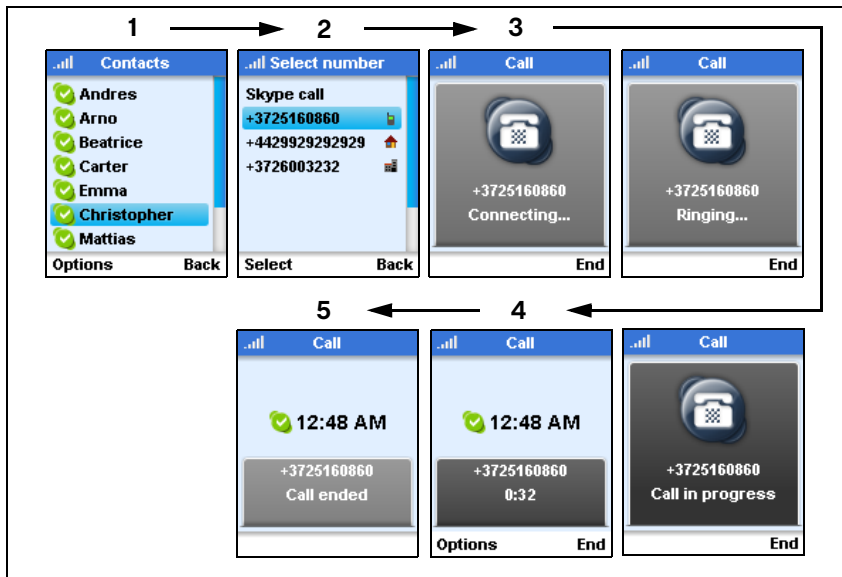 1 2 3
Contacts
Andres
Arno
Beatrice
Carter
Emma
Christopher
Mattias
Options Back
Select number
Skype call
+3725160860
+4429929292929
+3726003232
Select Back
Call
+3725160860
Connecting...
End
Call
+3725160860
Ringing...
End
5 4
Call
12:48 AM
+3725160860
Call ended
Call
12:48 AM
+3725160860
0:32
Options End
Call
+3725160860
Call in progress
End